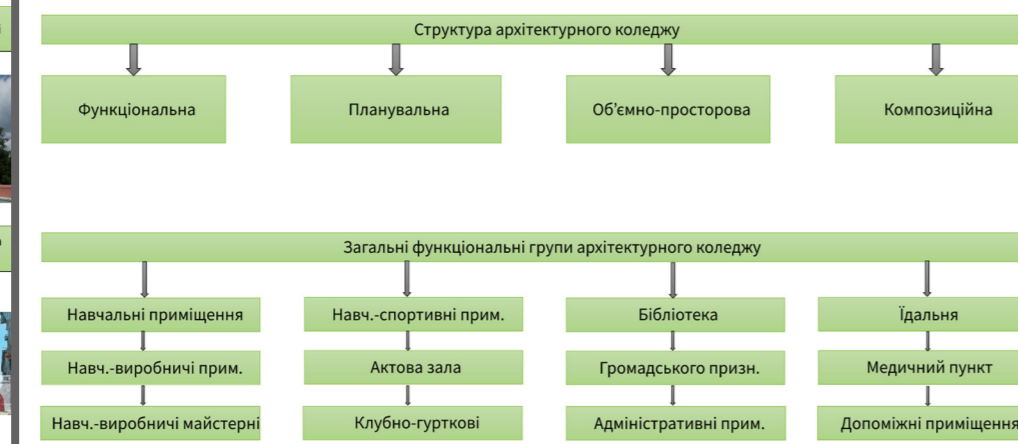 Структура архітектурного коледжу
Функціональна
Планувальна
Об'ємно-просторова
Композиційна
Загальні функціональні групи архітектурного коледжу
Навчальні приміщення
Навч.-спортивні прим.
Бібліотека
Їдальня
Навч.-виробничі прим.
Актова зала
Громадського призн.
Медичний пункт
Навч.-виробничі майстерні
Клубно-гурткові
Адміністративні прим.
Допоміжні приміщення